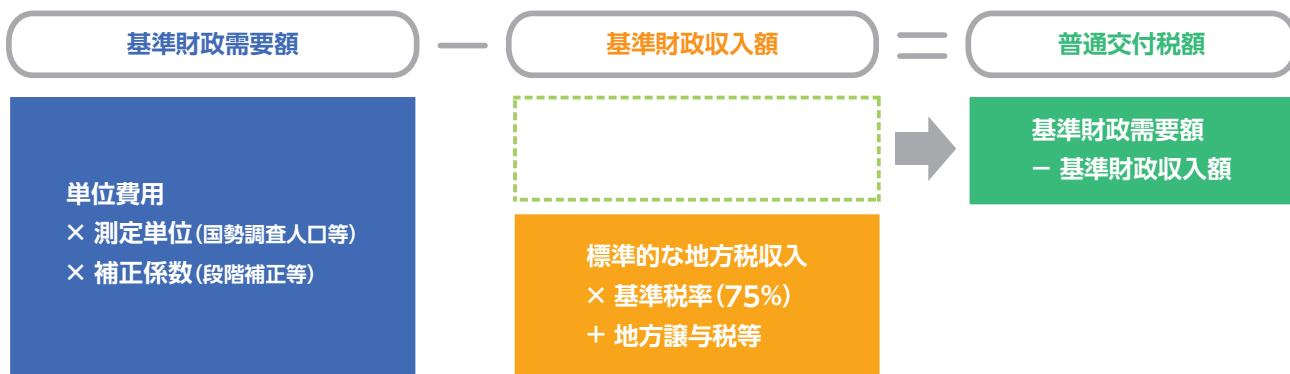 基準財政需要額
－
基準財政収入額
＝
普通交付税額
単位費用
× 測定単位(国勢調査人口等)
× 補正係数(段階補正等)
標準的な地方税収入
× 基準税率(75%)
＋ 地方譲与税等
基準財政需要額
－ 基準財政収入額